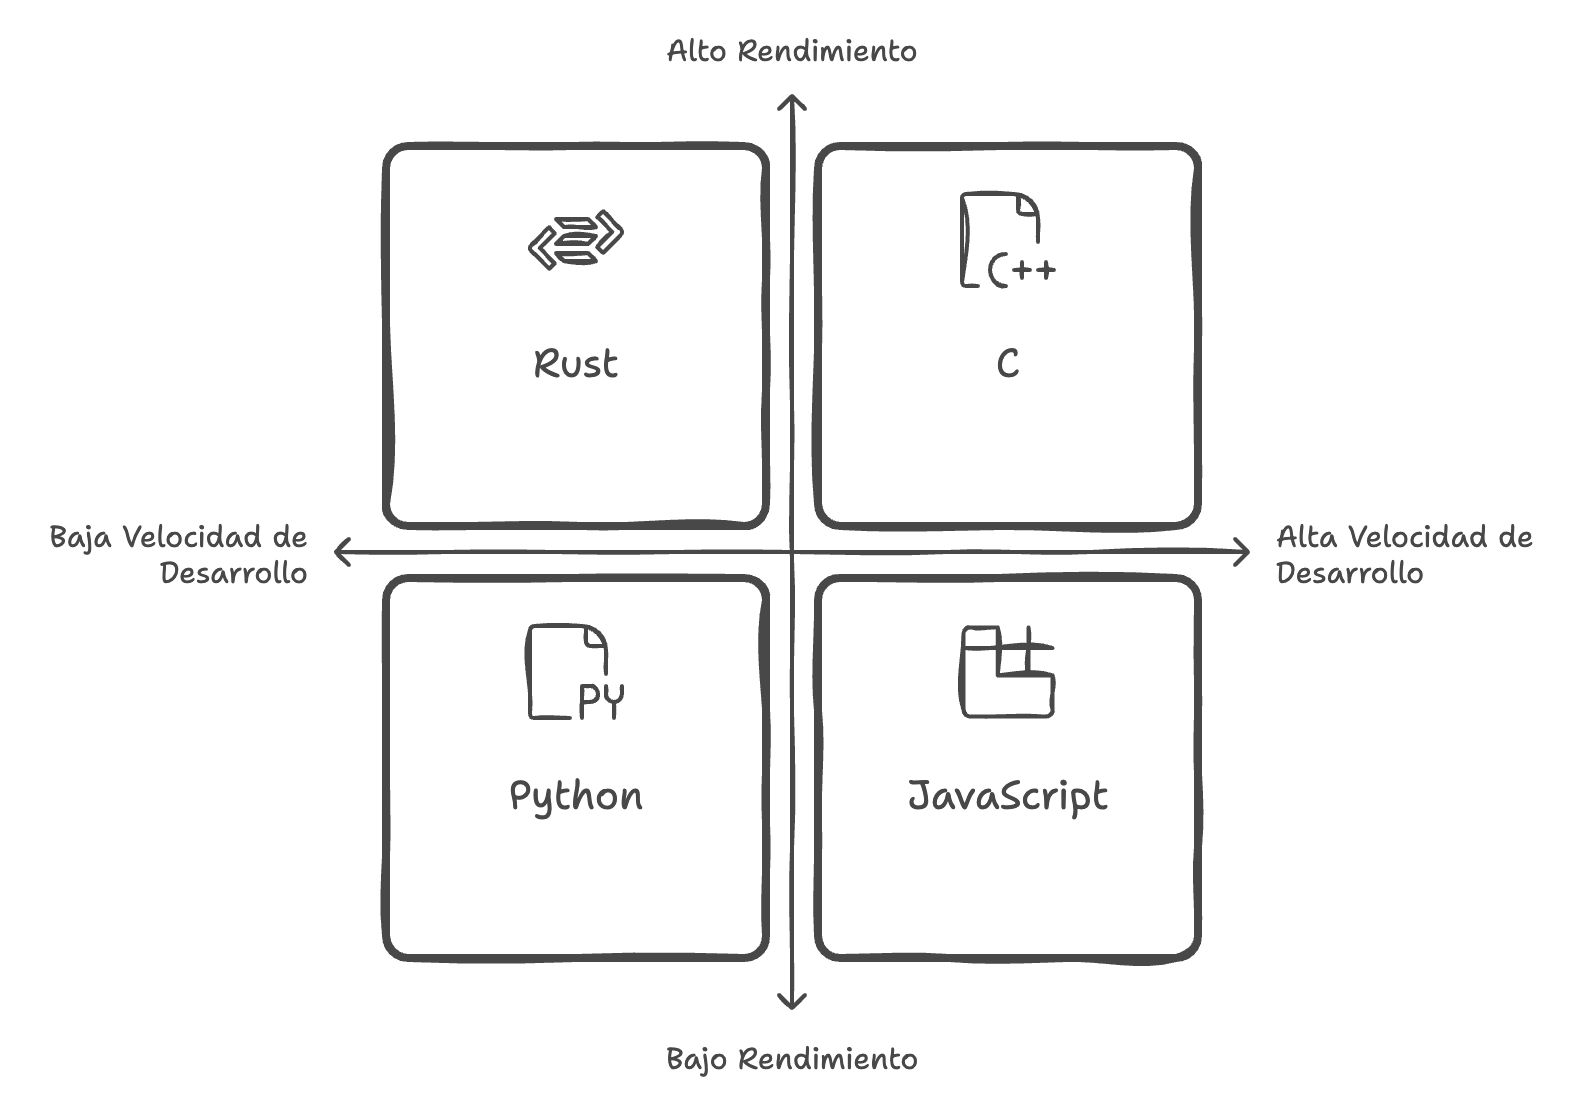 Alto Rendimiento
C++
Rust
C
Baja Velocidad de
Desarrollo
Alta Velocidad de
Desarrollo
PY
Python
JavaScript
Bajo Rendimiento